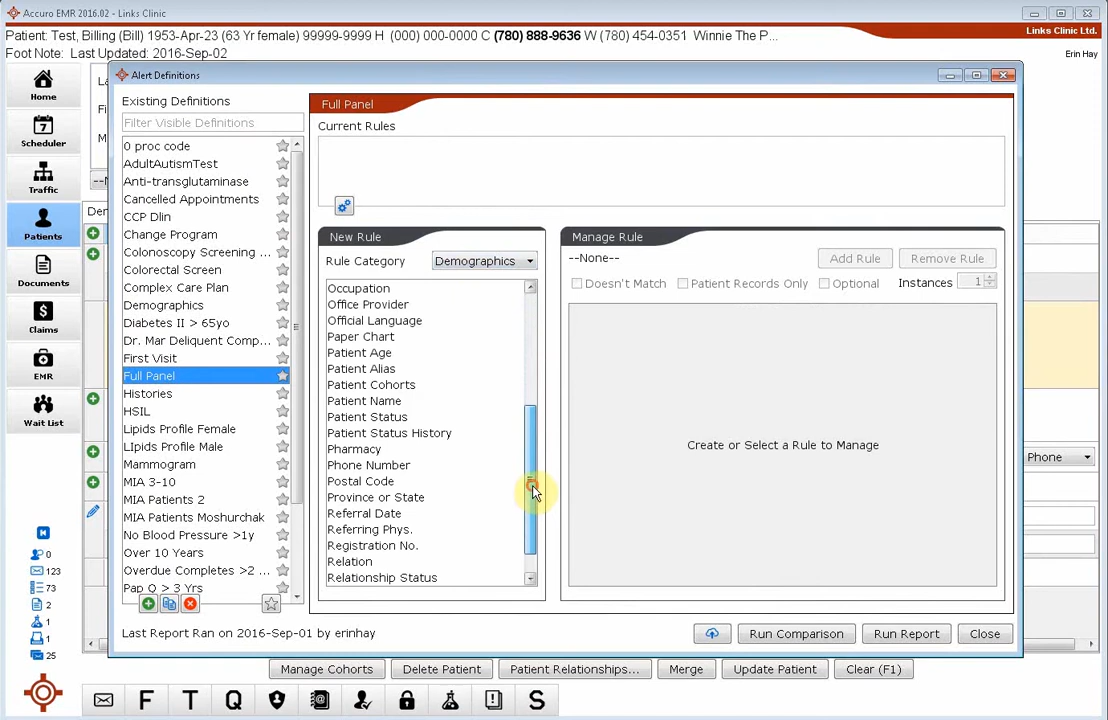 Accuro EMR 2016.02 - Links Clinic
Patient: Test, Billing (Bill) 1953-Apr-23 (63 Yr female) 99999-9999 H (000) 000-0000 C (780) 888-9636 W (780) 454-0351 Winnie The P...
Links Clinic Ltd.
Foot Note: Last Updated: 2016-Sep-02
Erin Hay
Home
Scheduler
Traffic
Patients
Documents
Claims
EMR
Wait List
0
123
73
2
1
1
25
Alert Definitions
Existing Definitions
Filter Visible Definitions
0 proc code
AdultAutismTest
Anti-transglutaminase
Cancelled Appointments
CCP Dlin
Change Program
Colonoscopy Screening ...
Colorectal Screen
Complex Care Plan
Demographics
Diabetes II > 65yo
Dr. Mar Deliquent Comp...
First Visit
Full Panel
Histories
HSIL
Lipids Profile Female
LIpids Profile Male
Mammogram
MIA 3-10
MIA Patients 2
MIA Patients Moshurchak
No Blood Pressure >1y
Over 10 Years
Overdue Completes >2 ...
Pap Q > 3 Yrs
Last Report Ran on 2016-Sep-01 by erinhay
Full Panel
Current Rules
New Rule
Rule Category
Demographics
Occupation
Office Provider
Official Language
Paper Chart
Patient Age
Patient Alias
Patient Cohorts
Patient Name
Patient Status
Patient Status History
Pharmacy
Phone Number
Postal Code
Province or State
Referral Date
Referring Phys.
Registration No.
Relation
Relationship Status
Manage Rule
--None--
Add Rule
Remove Rule
Doesn't Match
Patient Records Only
Optional
Instances
1
Create or Select a Rule to Manage
Run Comparison
Run Report
Close
Phone
Manage Cohorts
Delete Patient
Patient Relationships...
Merge
Update Patient
Clear (F1)
F
T
Q
S